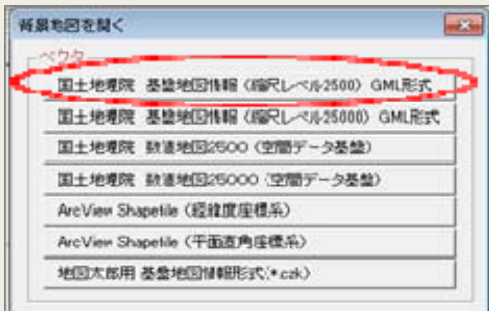 背景地図を開く
ベクタ
国土地理院 基盤地図情報 (縮尺レベル2500) GML形式
国土地理院 基盤地図情報 (縮尺レベル25000) GML形式
国土地理院 数値地図2500 (空間データ基盤)
国土地理院 数値地図25000 (空間データ基盤)
ArcView Shapefile (経緯度座標系)
ArcView Shapefile (平面直角座標系)
地図太郎用 基盤地図情報形式(*.czk)